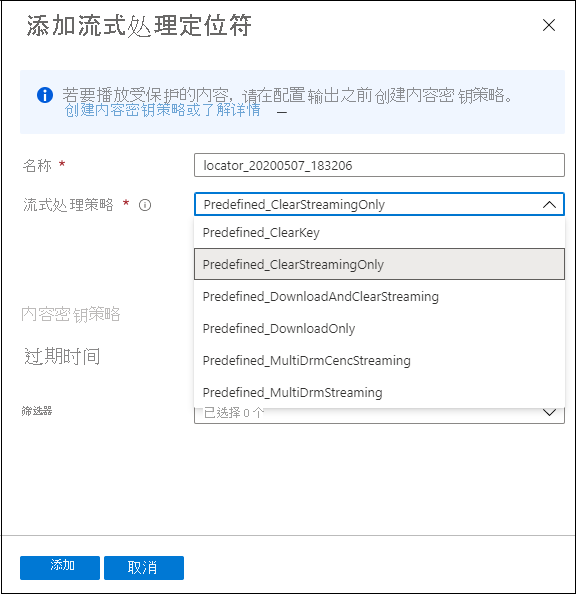 添加流式处理定位符
若要播放受保护的内容，请在配置输出之前创建内容密钥策略。
创建内容密钥策略或了解详情
名称 *
locator_20200507_183206
流式处理策略 *
Predefined_ClearStreamingOnly
Predefined_ClearKey
Predefined_ClearStreamingOnly
Predefined_DownloadAndClearStreaming
Predefined_DownloadOnly
Predefined_MultiDrmCencStreaming
Predefined_MultiDrmStreaming
内容密钥策略
过期时间
筛选器
已选择 0 个
添加
取消